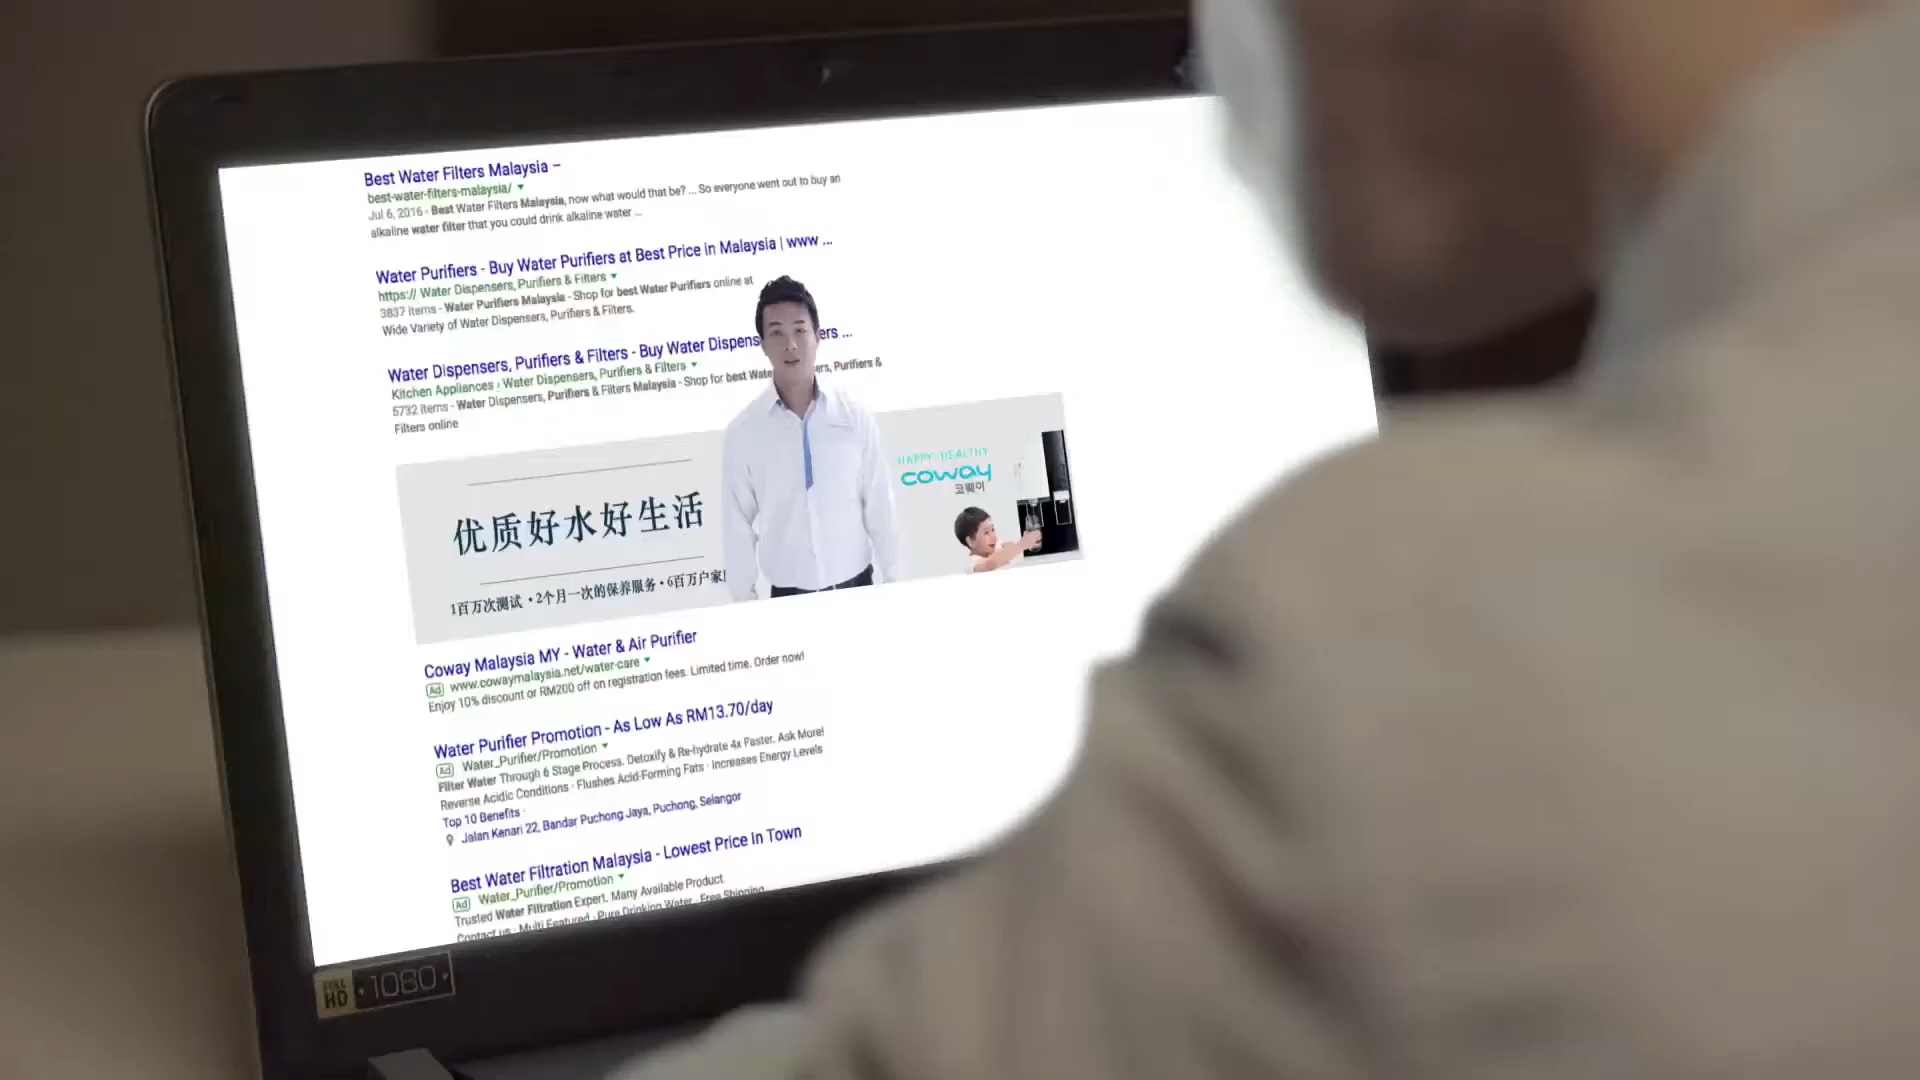 Best Water Filters Malaysia –
best-water-filters-malaysia/
Jul 6, 2016 - Best Water Filters Malaysia, now what would that be? ... So everyone went out to buy an
alkaline water filter that you could drink alkaline water ...
Water Purifiers - Buy Water Purifiers at Best Price in Malaysia | www ...
https:// Water Dispensers, Purifiers & Filters
3837 items - Water Purifiers Malaysia - Shop for best Water Purifiers online at
Wide Variety of Water Dispensers, Purifiers & Filters.
Water Dispensers, Purifiers & Filters - Buy Water Dispens ers ...
Kitchen Appliances › Water Dispensers, Purifiers & Filters
5732 items - Water Dispensers, Purifiers & Filters Malaysia - Shop for best Wate rs, Purifiers &
Filters online
优质好水好生活
1百万次测试 • 2个月一次的保养服务 • 6百万户家
HAPPY HEALTHY
coway
코웨이
Coway Malaysia MY - Water & Air Purifier
Ad www.cowaymalaysia.net/water-care
Enjoy 10% discount or RM200 off on registration fees. Limited time. Order now!
Water Purifier Promotion - As Low As RM13.70/day
Ad Water_Purifier/Promotion
Filter Water Through 6 Stage Process. Detoxify & Re-hydrate 4x Faster. Ask More!
Reverse Acidic Conditions · Flushes Acid-Forming Fats · Increases Energy Levels
Top 10 Benefits ·
Jalan Kenari 22, Bandar Puchong Jaya, Puchong, Selangor
Best Water Filtration Malaysia - Lowest Price in Town
Ad Water_Purifier/Promotion
Trusted Water Filtration Expert. Many Available Product
Contact us · Multi Featured · Pure Drinking Water · Free Shipping
FULL HD 1080